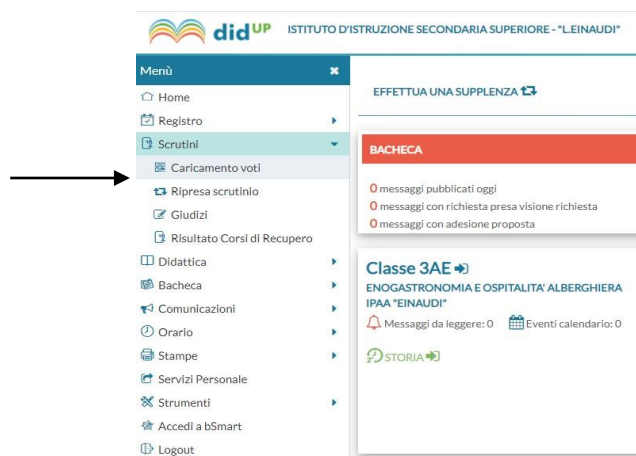 didUP ISTITUTO D'ISTRUZIONE SECONDARIA SUPERIORE - "L.EINAUDI"
Menù
Home
Registro
Scrutini
Caricamento voti
Ripresa scrutinio
Giudizi
Risultato Corsi di Recupero
Didattica
Bacheca
Comunicazioni
Orario
Stampe
Servizi Personale
Strumenti
Accedi a bSmart
Logout
EFFETTUA UNA SUPPLENZA
BACHECA
0 messaggi pubblicati oggi
0 messaggi con richiesta presa visione richiesta
0 messaggi con adesione proposta
Classe 3AE
ENOGASTRONOMIA E OSPITALITA' ALBERGHIERA
IPAA "EINAUDI"
Messaggi da leggere: 0 Eventi calendario: 0
STORIA